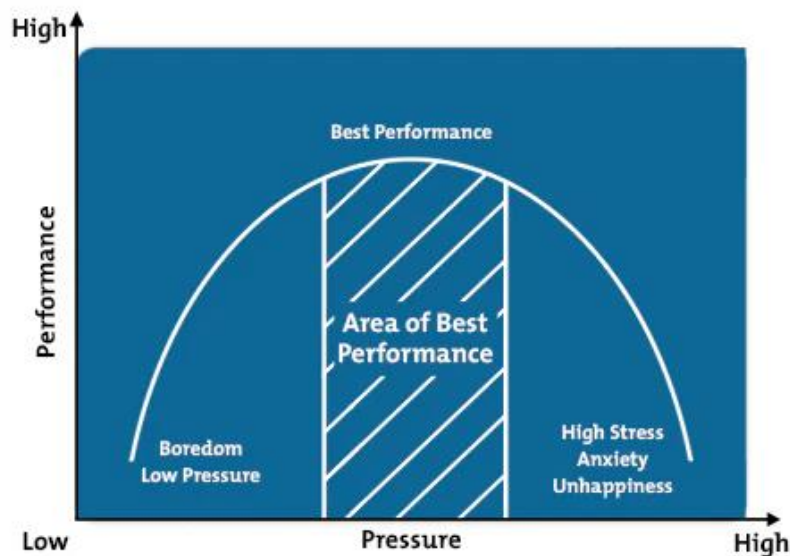 High
Best Performance
Performance
Area of Best
Performance
Boredom
Low Pressure
High Stress
Anxiety
Unhappiness
Low
Pressure
High